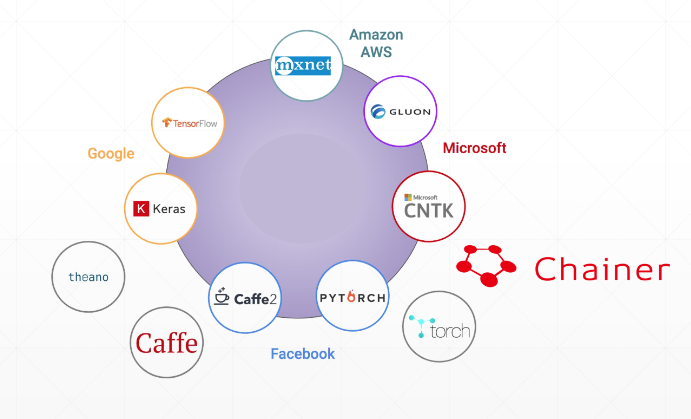 Amazon
AWS
mxnet
GLUON
TensorFlow
Google
Microsoft
K Keras
Microsoft
CNTK
Chainer
theano
Caffe2
PYTORCH
torch
Caffe
Facebook